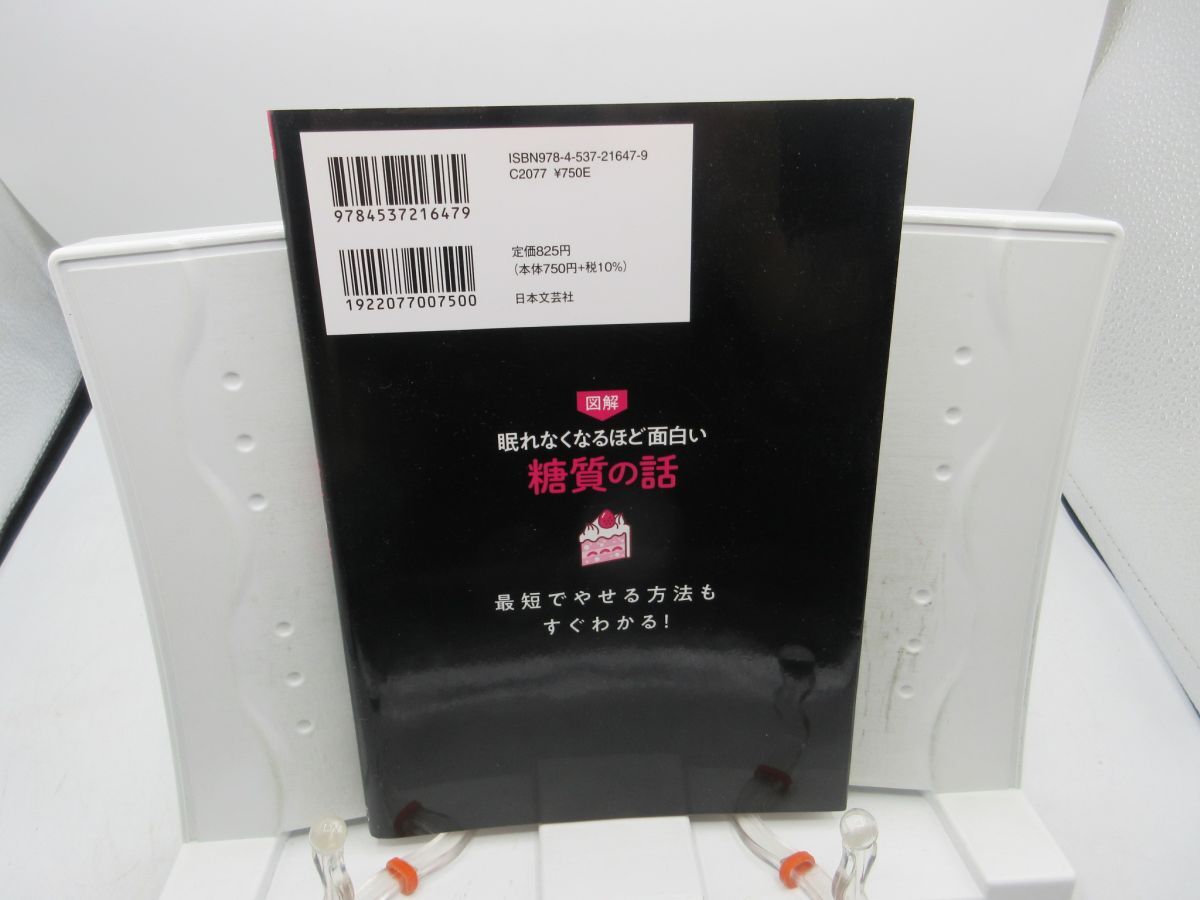 ISBN978-4-537-21647-9
C2077 ¥750E
9784537216479
定価825円
(本体750円+税10%)
1922077007500
日本文芸社
図解
眠れなくなるほど面白い
糖質の話
最短でやせる方法も
すぐわかる!